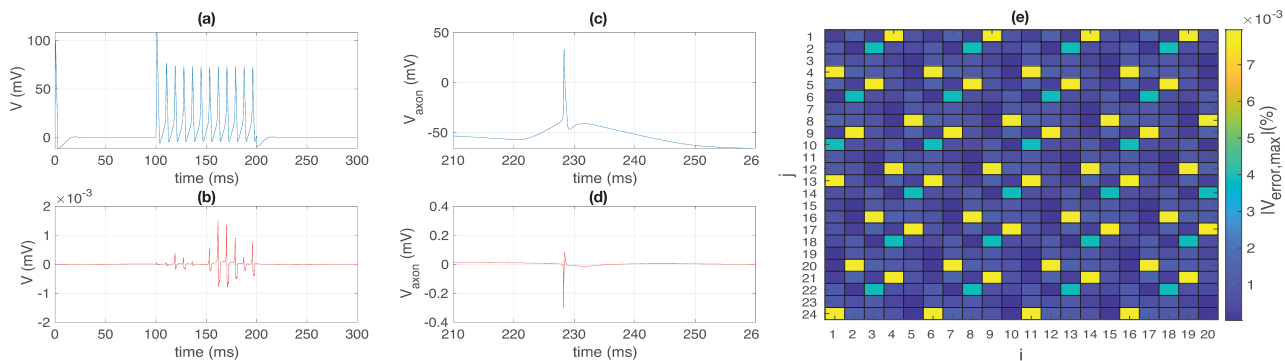 (a)
V (mV)
100
50
0
0 50 100 150 200 250 300
time (ms)
(b)
×10⁻³
V (mV)
2
1
0
-1
-2
0 50 100 150 200 250 300
time (ms)
(c)
V_axon (mV)
50
0
-50
210 220 230 240 250 26
time (ms)
(d)
V_axon (mV)
0.4
0.2
0
-0.2
-0.4
210 220 230 240 250 26
time (ms)
(e)
j
1
2
3
4
5
6
7
8
9
10
11
12
13
14
15
16
17
18
19
20
21
22
23
24
1 2 3 4 5 6 7 8 9 10 11 12 13 14 15 16 17 18 19 20
i
×10⁻³
7
6
5
4
3
2
1
|V_error,max|(%)